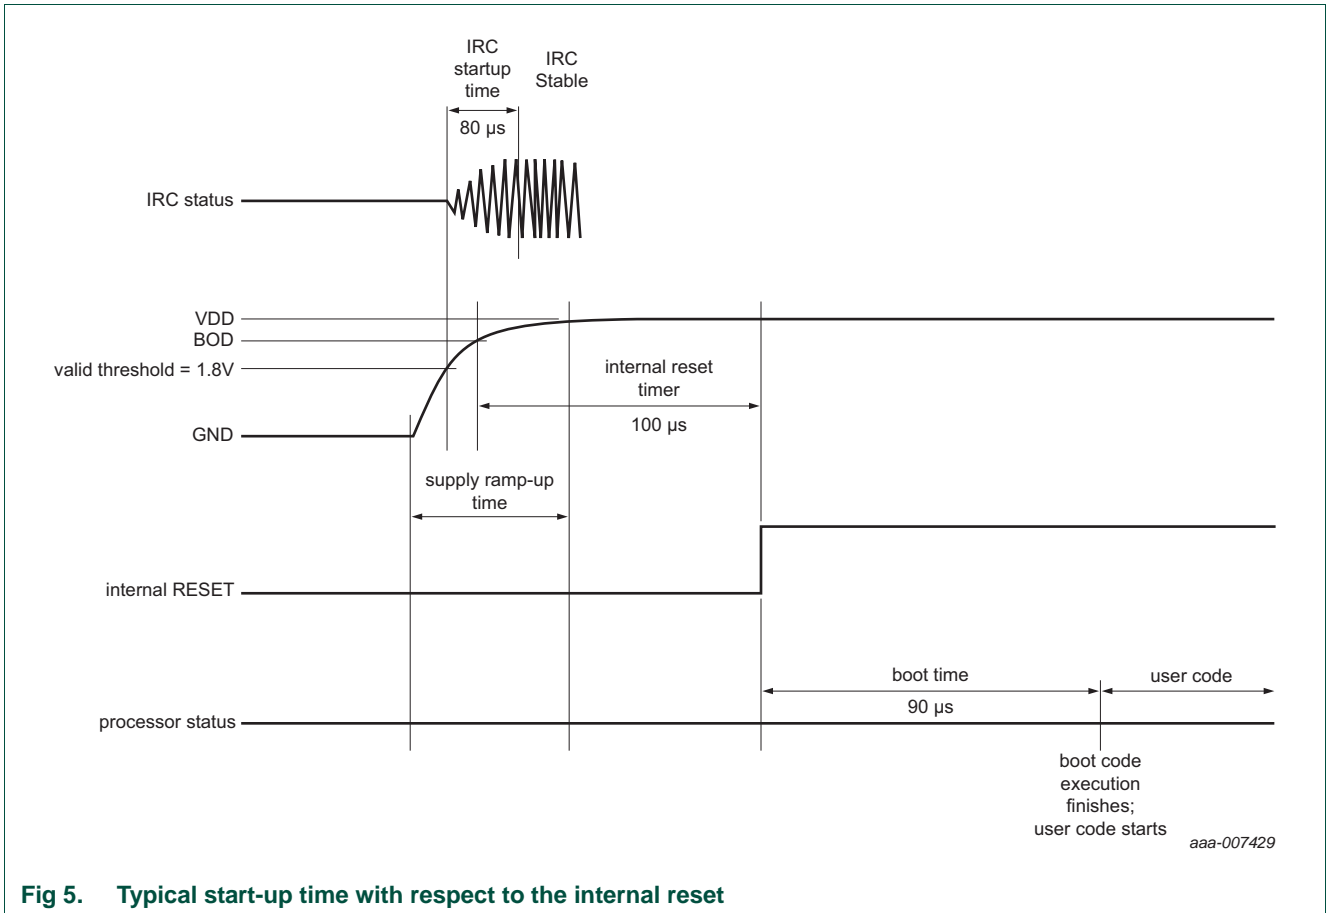 IRC
startup
time
IRC
Stable
80 μs
IRC status
VDD
BOD
valid threshold = 1.8V
GND
internal reset
timer
100 μs
supply ramp-up
time
internal RESET
boot time
user code
90 μs
processor status
boot code
execution
finishes;
user code starts
aaa-007429
Fig 5. Typical start-up time with respect to the internal reset